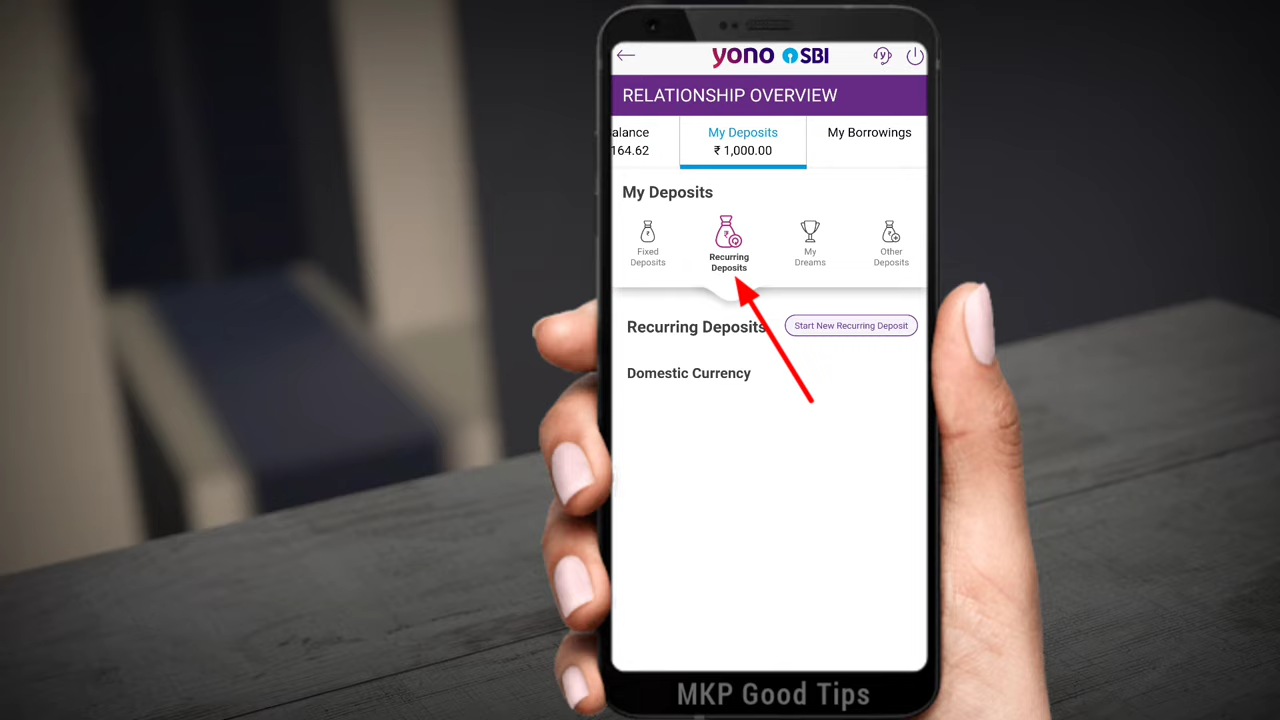 yono SBI
RELATIONSHIP OVERVIEW
alance
164.62
My Deposits
₹ 1,000.00
My Borrowings
My Deposits
Fixed
Deposits
Recurring
Deposits
My
Dreams
Other
Deposits
Recurring Deposits
Start New Recurring Deposit
Domestic Currency
MKP Good Tips